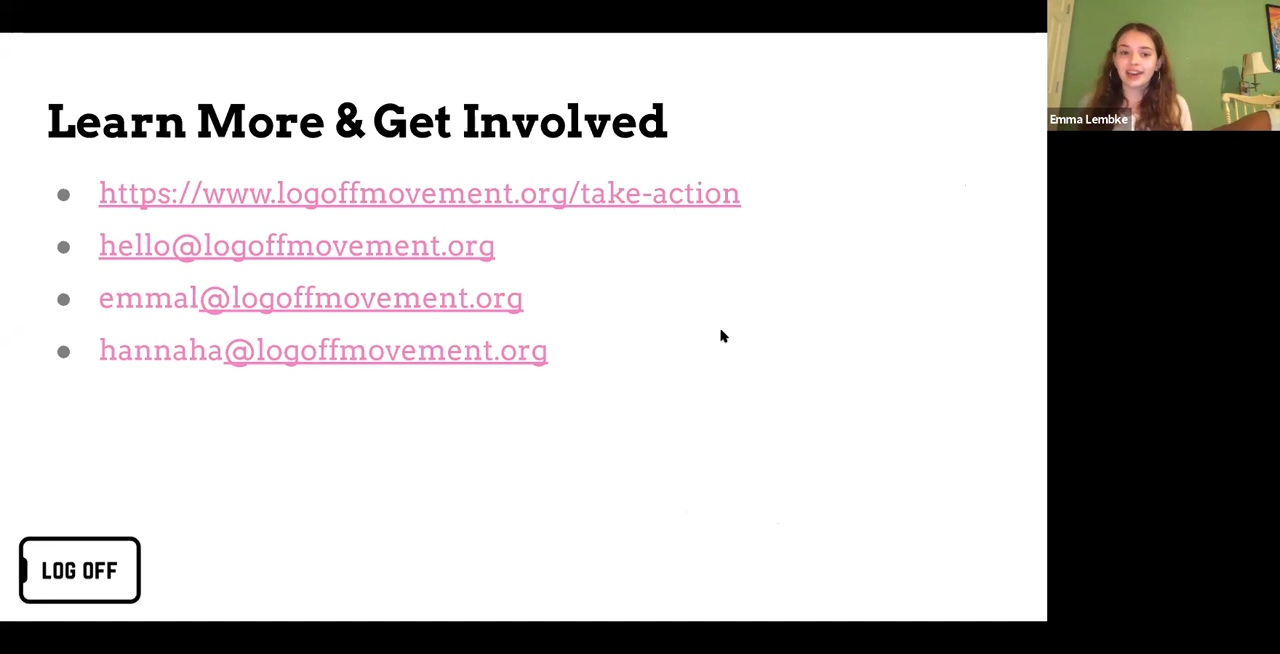 Learn More & Get Involved
https://www.logoffmovement.org/take-action
hello@logoffmovement.org
emmal@logoffmovement.org
hannaha@logoffmovement.org
LOG OFF
Emma Lembke